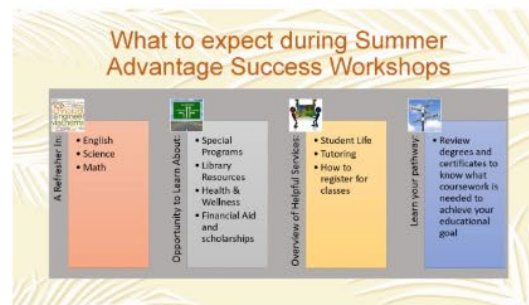 What to expect during Summer
Advantage Success Workshops
A Refresher In:
• English
• Science
• Math
Opportunity to Learn About:
• Special
Programs
• Library
Resources
• Health &
Wellness
• Financial Aid
and
scholarships
Overview of Helpful Services:
• Student Life
• Tutoring
• How to
register for
classes
Learn your pathway:
• Review
degrees and
certificates to
know what
coursework is
needed to
achieve your
educational
goal